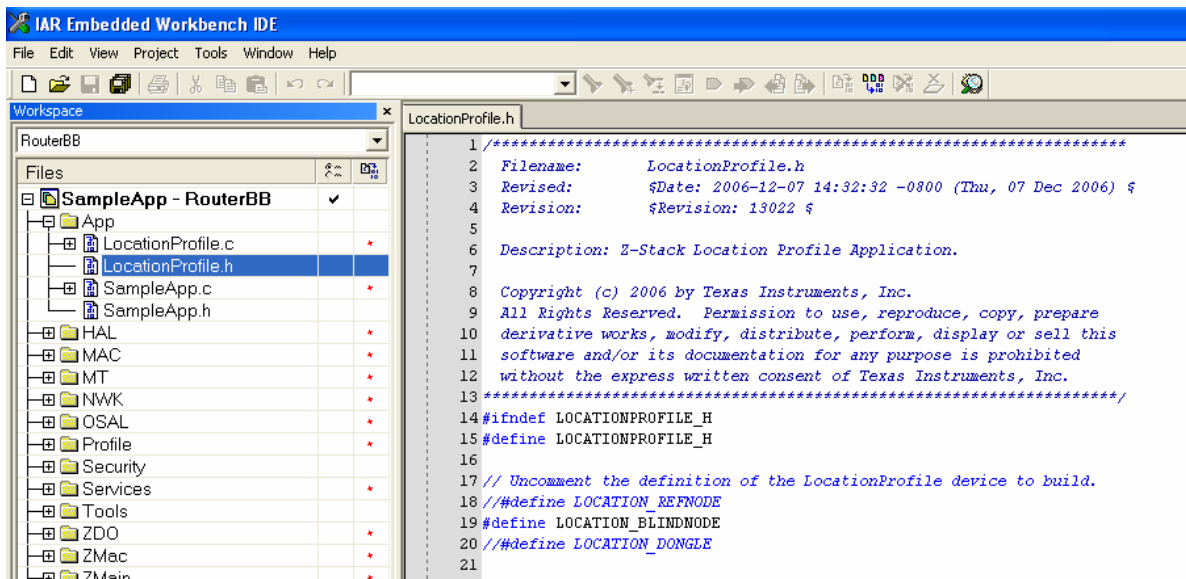 IAR Embedded Workbench IDE
File Edit View Project Tools Window Help
Workspace
RouterBB
Files
SampleApp - RouterBB
App
LocationProfile.c
LocationProfile.h
SampleApp.c
SampleApp.h
HAL
MAC
MT
NWK
OSAL
Profile
Security
Services
Tools
ZDO
ZMac
ZMain
LocationProfile.h
1 /*********************************************************************
2 Filename: LocationProfile.h
3 Revised: $Date: 2006-12-07 14:32:32 -0800 (Thu, 07 Dec 2006) $
4 Revision: $Revision: 13022 $
5
6 Description: Z-Stack Location Profile Application.
7
8 Copyright (c) 2006 by Texas Instruments, Inc.
9 All Rights Reserved. Permission to use, reproduce, copy, prepare
10 derivative works, modify, distribute, perform, display or sell this
11 software and/or its documentation for any purpose is prohibited
12 without the express written consent of Texas Instruments, Inc.
13 *********************************************************************/
14 #ifndef LOCATIONPROFILE_H
15 #define LOCATIONPROFILE_H
16
17 // Uncomment the definition of the LocationProfile device to build.
18 //#define LOCATION_REFNODE
19 #define LOCATION_BLINDNODE
20 //#define LOCATION_DONGLE
21